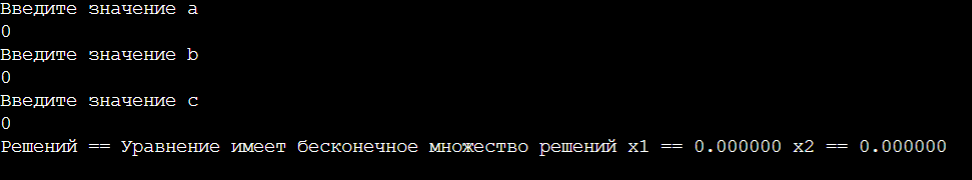 Введите значение a
0
Введите значение b
0
Введите значение c
0
Решений == Уравнение имеет бесконечное множество решений x1 == 0.000000 x2 == 0.000000